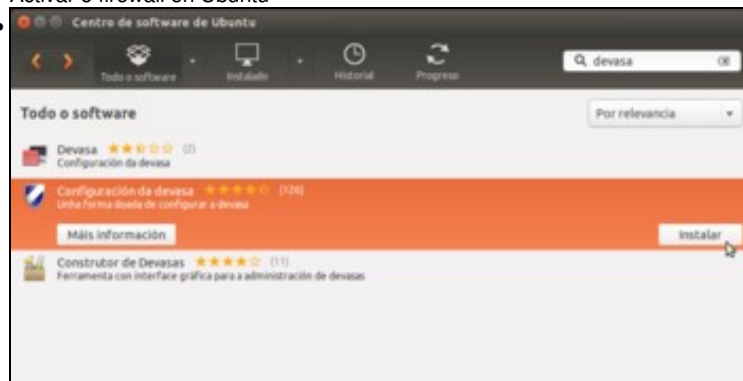 Activar o firewall en Ubuntu
Centro de software de Ubuntu
Todo o software
Instalado
Historial
Progreso
devasa
Todo o software
Por relevancia
Devasa (2)
Configuración da devasa
Configuración da devasa (126)
Unha forma doada de configurar a devasa
Máis información
Instalar
Construtor de Devasas (11)
Ferramenta con interface gráfica para a administración de devasas